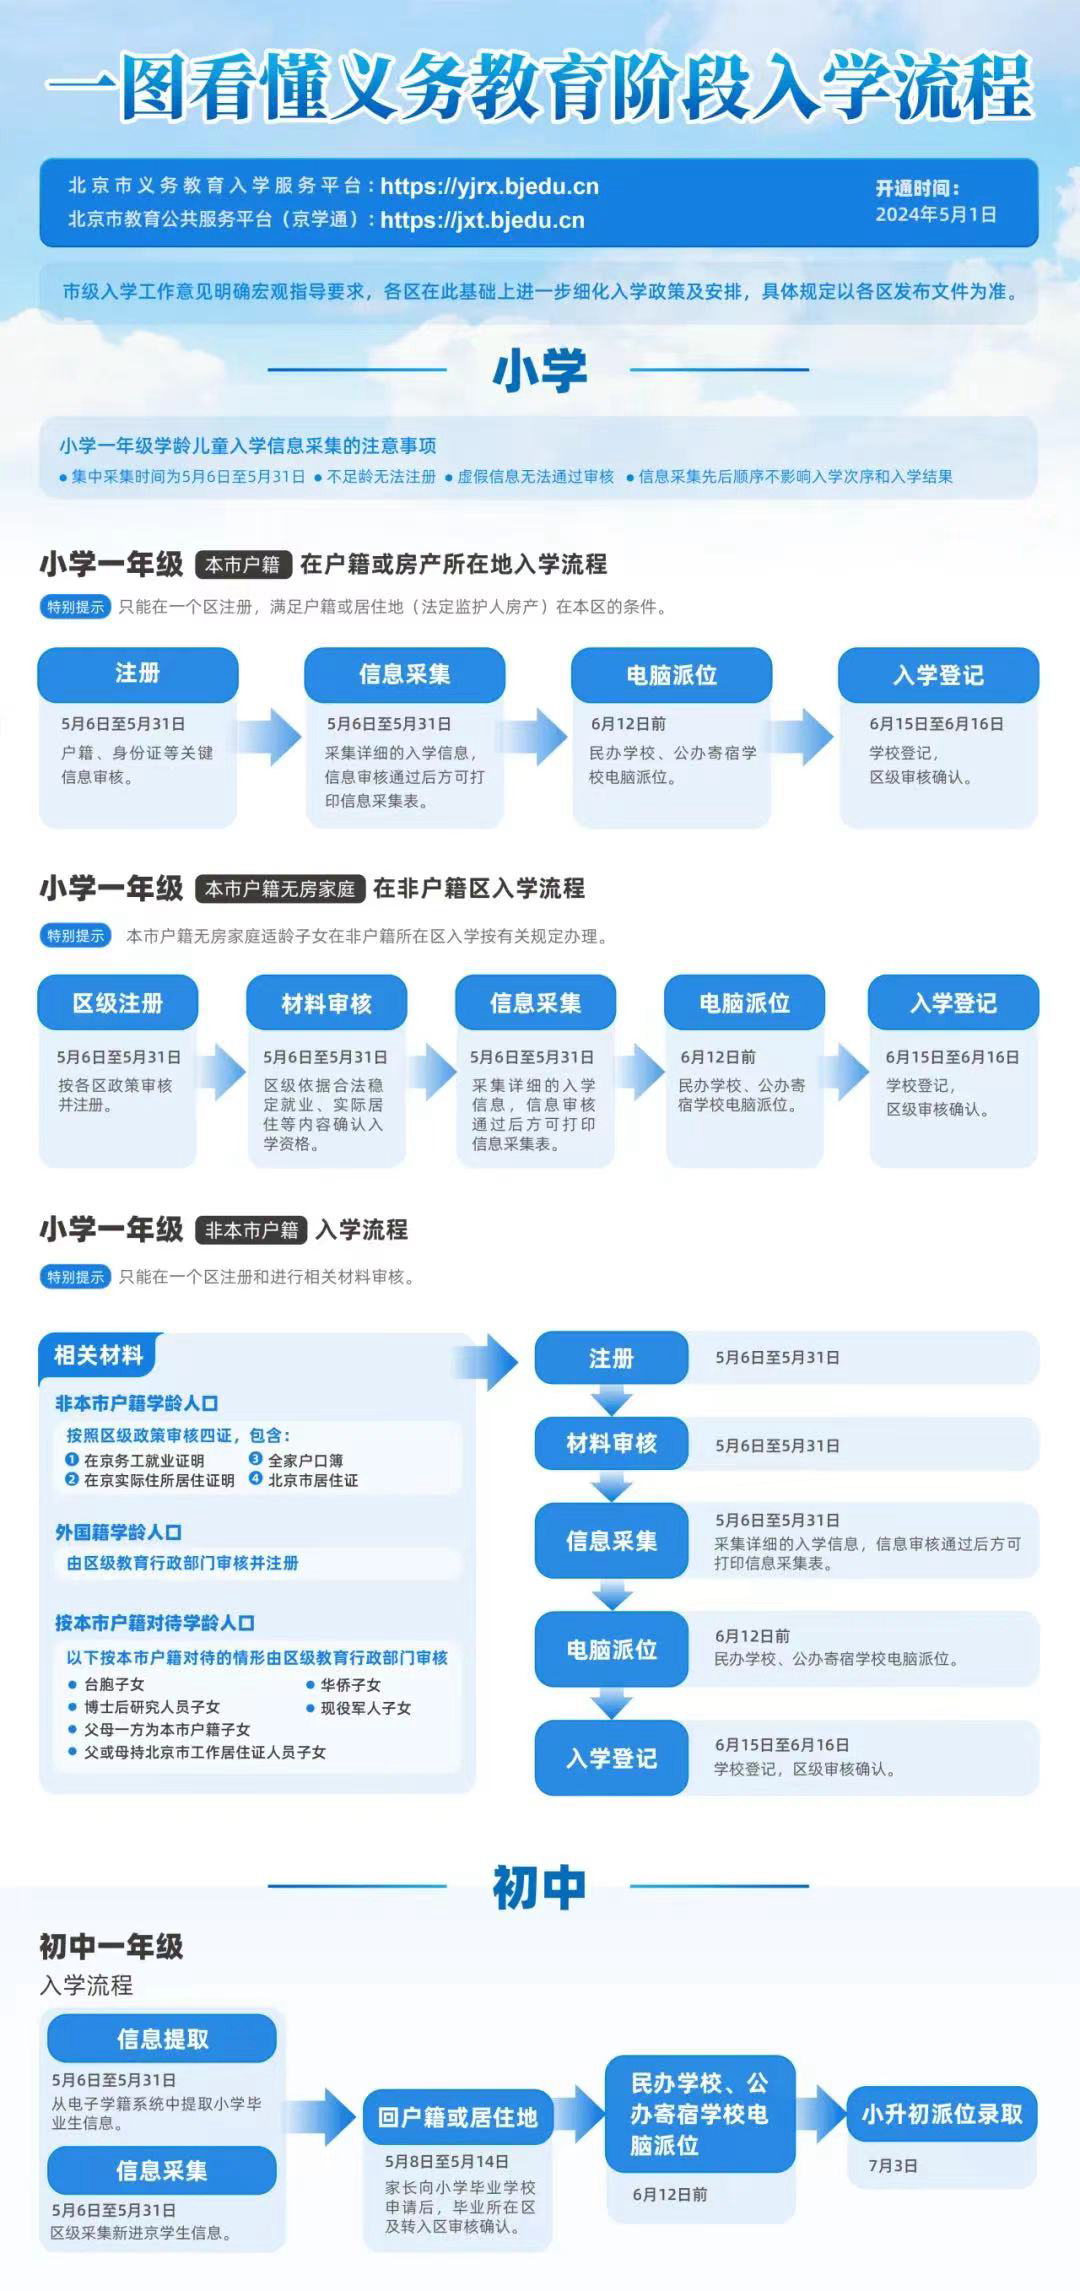 一图看懂义务教育阶段入学流程
北京市义务教育入学服务平台：https://yjrx.bjedu.cn
北京市教育公共服务平台（京学通）：https://jxt.bjedu.cn
开通时间：
2024年5月1日
市级入学工作意见明确宏观指导要求，各区在此基础上进一步细化入学政策及安排，具体规定以各区发布文件为准。
小学
小学一年级学龄儿童入学信息采集的注意事项
● 集中采集时间为5月6日至5月31日 ● 不足龄无法注册 ● 虚假信息无法通过审核 ● 信息采集先后顺序不影响入学次序和入学结果
小学一年级 本市户籍 在户籍或房产所在地入学流程
特别提示 只能在一个区注册，满足户籍或居住地（法定监护人房产）在本区的条件。
注册
5月6日至5月31日
户籍、身份证等关键
信息审核。
信息采集
5月6日至5月31日
采集详细的入学信息，
信息审核通过后方可打
印信息采集表。
电脑派位
6月12日前
民办学校、公办寄宿学
校电脑派位。
入学登记
6月15日至6月16日
学校登记，
区级审核确认。
小学一年级 本市户籍无房家庭 在非户籍区入学流程
特别提示 本市户籍无房家庭适龄子女在非户籍所在区入学按有关规定办理。
区级注册
5月6日至5月31日
按各区政策审核
并注册。
材料审核
5月6日至5月31日
区级依据合法稳
定就业、实际居
住等内容确认入
学资格。
信息采集
5月6日至5月31日
采集详细的入学
信息，信息审核
通过后方可打印
信息采集表。
电脑派位
6月12日前
民办学校、公办寄
宿学校电脑派位。
入学登记
6月15日至6月16日
学校登记，
区级审核确认。
小学一年级 非本市户籍 入学流程
特别提示 只能在一个区注册和进行相关材料审核。
相关材料
非本市户籍学龄人口
按照区级政策审核四证，包含：
❶ 在京务工就业证明 ❸ 全家户口簿
❷ 在京实际住所居住证明 ❹ 北京市居住证
外国籍学龄人口
由区级教育行政部门审核并注册
按本市户籍对待学龄人口
以下按本市户籍对待的情形由区级教育行政部门审核
● 台胞子女 ● 华侨子女
● 博士后研究人员子女 ● 现役军人子女
● 父母一方为本市户籍子女
● 父或母持北京市工作居住证人员子女
注册
5月6日至5月31日
材料审核
5月6日至5月31日
信息采集
5月6日至5月31日
采集详细的入学信息，信息审核通过后方可
打印信息采集表。
电脑派位
6月12日前
民办学校、公办寄宿学校电脑派位。
入学登记
6月15日至6月16日
学校登记，区级审核确认。
初中
初中一年级
入学流程
信息提取
5月6日至5月31日
从电子学籍系统中提取小学毕
业生信息。
信息采集
5月6日至5月31日
区级采集新进京学生信息。
回户籍或居住地
5月8日至5月14日
家长向小学毕业学校
申请后，毕业所在区
及转入区审核确认。
民办学校、公
办寄宿学校电
脑派位
6月12日前
小升初派位录取
7月3日